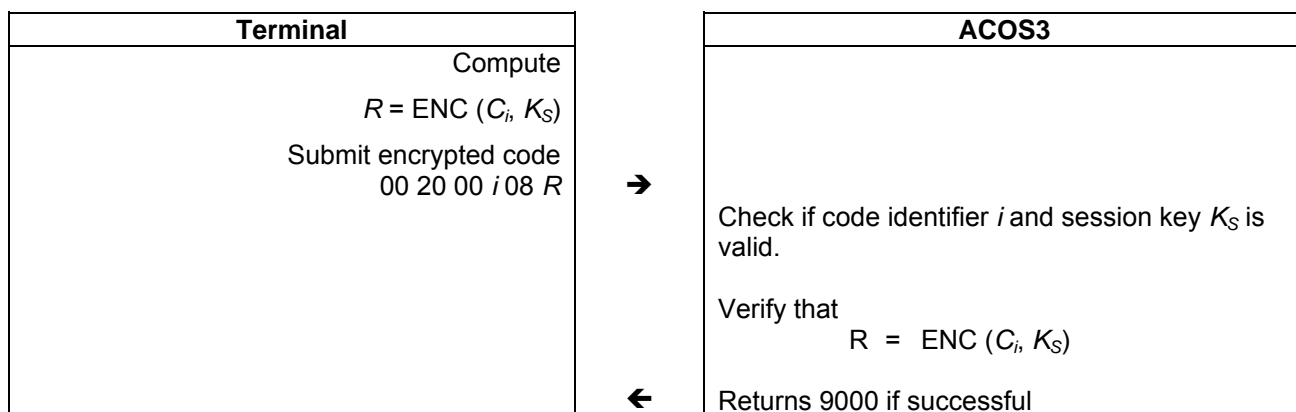 Terminal
ACOS3
Compute
R = ENC (Ci, KS)
Submit encrypted code
00 20 00 i 08 R
➔
Check if code identifier i and session key KS is
valid.
Verify that
R = ENC (Ci, KS)
🡨 Returns 9000 if successful